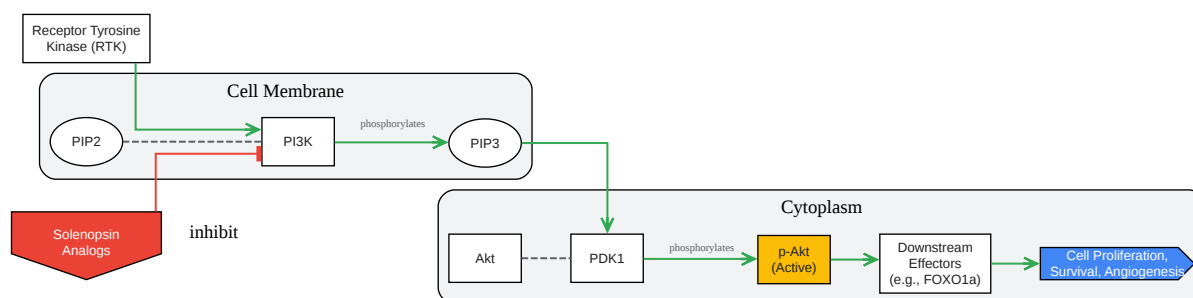 Receptor Tyrosine
Kinase (RTK)
Cell Membrane
PIP2
PI3K
phosphorylates
PIP3
Solenopsin
Analogs
inhibit
Cytoplasm
Akt
PDK1
phosphorylates
p-Akt
(Active)
Downstream
Effectors
(e.g., FOXO1a)
Cell Proliferation,
Survival, Angiogenesis